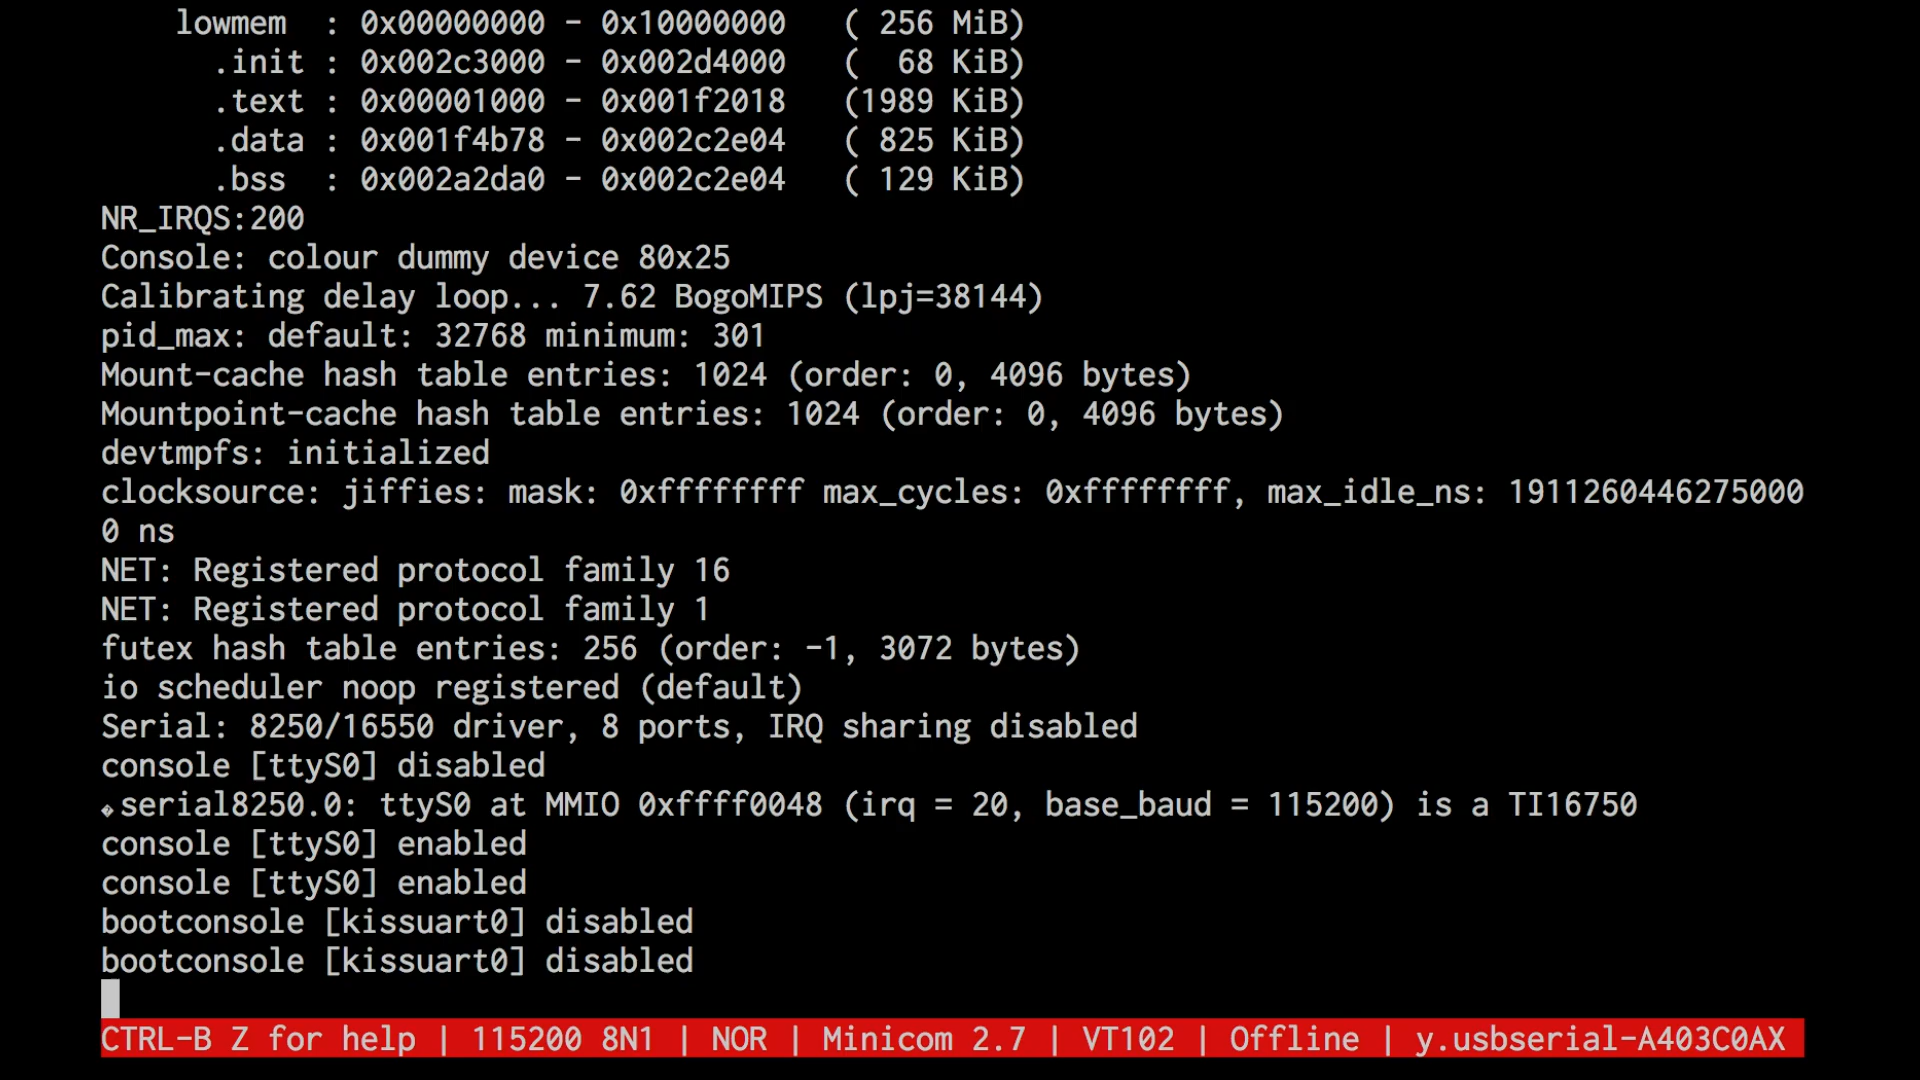 lowmem  : 0x00000000 - 0x10000000   ( 256 MiB)
.init : 0x002c3000 - 0x002d4000   (  68 KiB)
.text : 0x00001000 - 0x001f2018   (1989 KiB)
.data : 0x001f4b78 - 0x002c2e04   ( 825 KiB)
.bss  : 0x002a2da0 - 0x002c2e04   ( 129 KiB)
NR_IRQS:200
Console: colour dummy device 80x25
Calibrating delay loop... 7.62 BogoMIPS (lpj=38144)
pid_max: default: 32768 minimum: 301
Mount-cache hash table entries: 1024 (order: 0, 4096 bytes)
Mountpoint-cache hash table entries: 1024 (order: 0, 4096 bytes)
devtmpfs: initialized
clocksource: jiffies: mask: 0xffffffff max_cycles: 0xffffffff, max_idle_ns: 1911260446275000
0 ns
NET: Registered protocol family 16
NET: Registered protocol family 1
futex hash table entries: 256 (order: -1, 3072 bytes)
io scheduler noop registered (default)
Serial: 8250/16550 driver, 8 ports, IRQ sharing disabled
console [ttyS0] disabled
�serial8250.0: ttyS0 at MMIO 0xffff0048 (irq = 20, base_baud = 115200) is a TI16750
console [ttyS0] enabled
console [ttyS0] enabled
bootconsole [kissuart0] disabled
bootconsole [kissuart0] disabled
CTRL-B Z for help | 115200 8N1 | NOR | Minicom 2.7 | VT102 | Offline | y.usbserial-A403C0AX